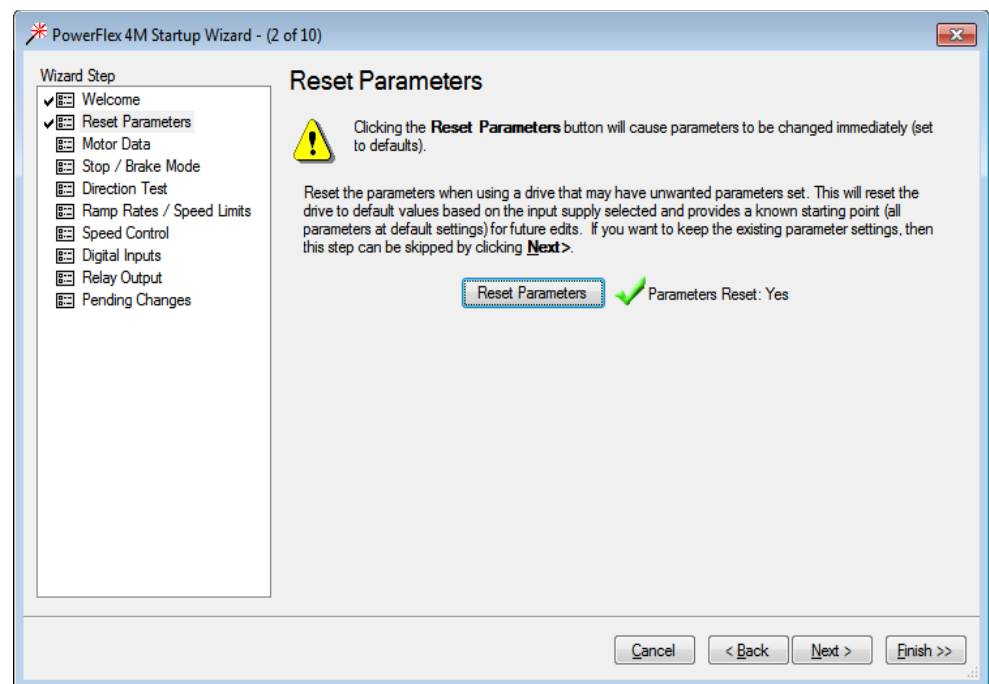 PowerFlex 4M Startup Wizard - (2 of 10)
Wizard Step
Welcome
Reset Parameters
Motor Data
Stop / Brake Mode
Direction Test
Ramp Rates / Speed Limits
Speed Control
Digital Inputs
Relay Output
Pending Changes
Reset Parameters
Clicking the Reset Parameters button will cause parameters to be changed immediately (set
to defaults).
Reset the parameters when using a drive that may have unwanted parameters set. This will reset the
drive to default values based on the input supply selected and provides a known starting point (all
parameters at default settings) for future edits. If you want to keep the existing parameter settings, then
this step can be skipped by clicking Next>.
Reset Parameters
Parameters Reset: Yes
Cancel
< Back
Next >
Finish >>